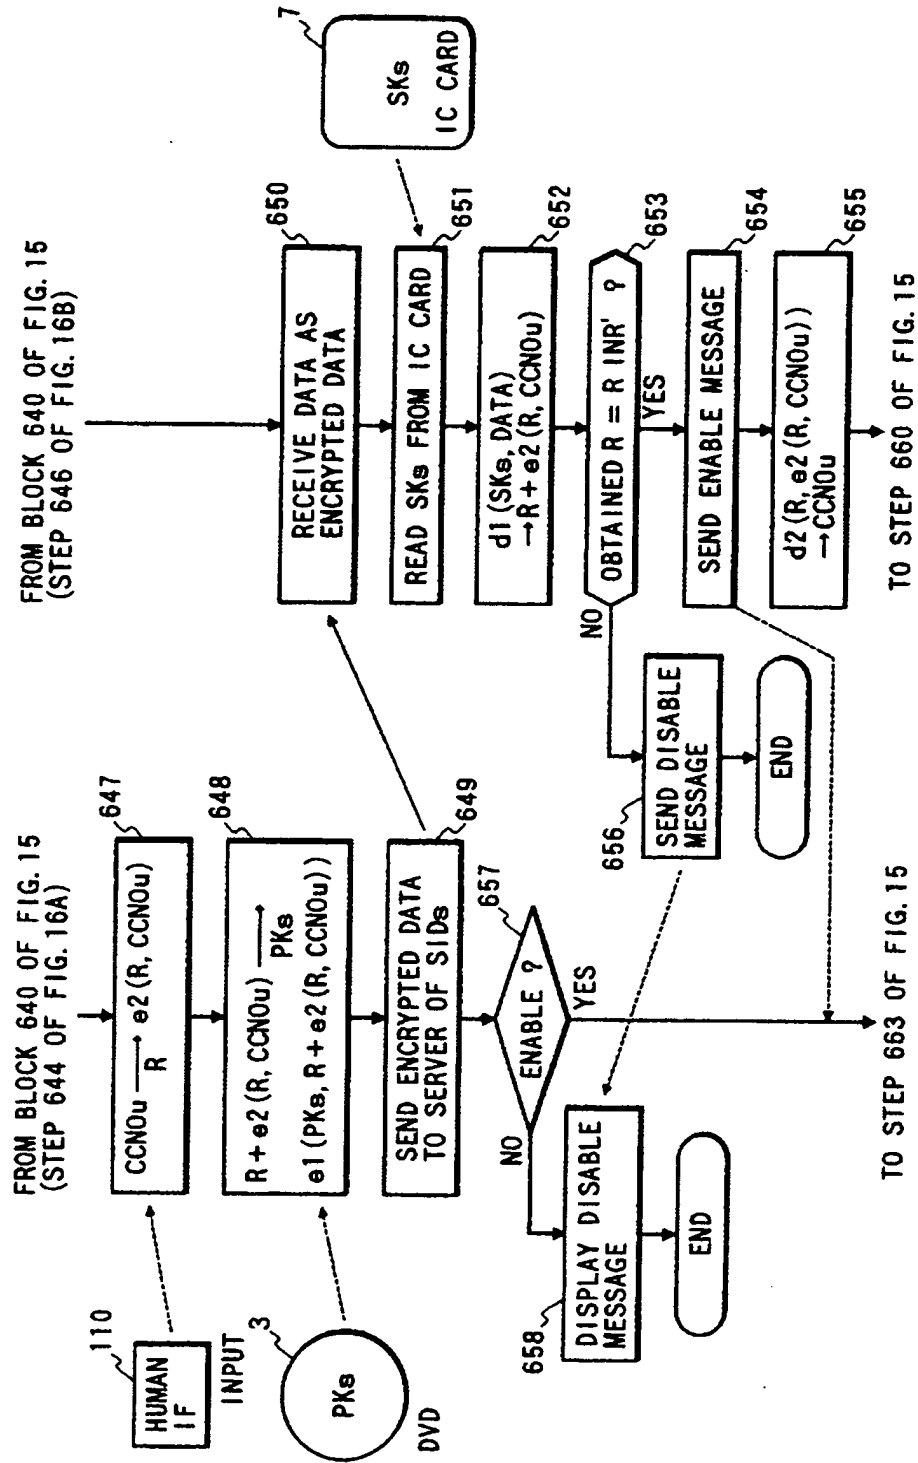 FROM BLOCK 640 OF FIG. 15
(STEP 644 OF FIG. 16A)
110
HUMAN
IF
INPUT
647
CCNOu → e2 (R, CCNOu)
R
3
PKs
DVD
648
R + e2 (R, CCNOu) →
PKs
e1 (PKs, R + e2 (R, CCNOu))
649
SEND ENCRYPTED DATA
TO SERVER OF SIDs
657
ENABLE ?
NO
YES
658
DISPLAY DISABLE
MESSAGE
END
TO STEP 663 OF FIG. 15
FROM BLOCK 640 OF FIG. 15
(STEP 646 OF FIG. 16B)
650
RECEIVE DATA AS
ENCRYPTED DATA
7
SKs
IC CARD
651
READ SKs FROM IC CARD
652
d1 (SKs, DATA)
→ R + e2 (R, CCNOu)
653
OBTAINED R = R INR' ?
NO
YES
654
SEND ENABLE MESSAGE
655
d2 (R, e2 (R, CCNOu))
→ CCNOu
656
SEND DISABLE
MESSAGE
END
TO STEP 660 OF FIG. 15